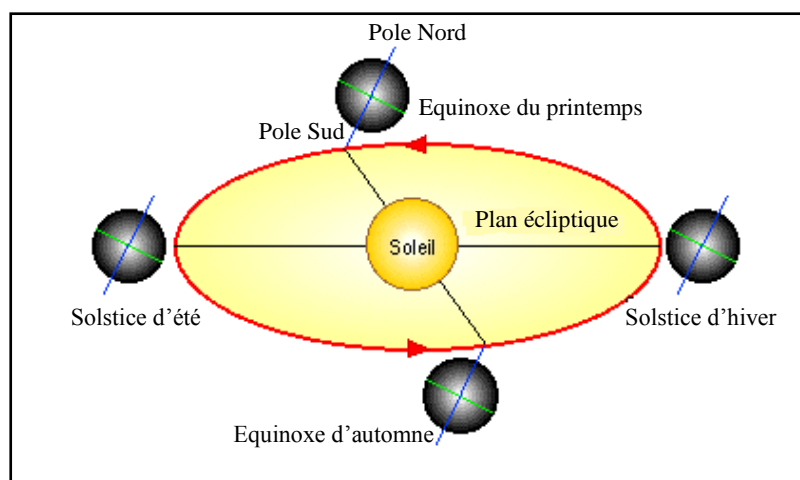 Pole Nord
Equinoxe du printemps
Pole Sud
Plan écliptique
Soleil
Solstice d’été
Solstice d’hiver
Equinoxe d’automne